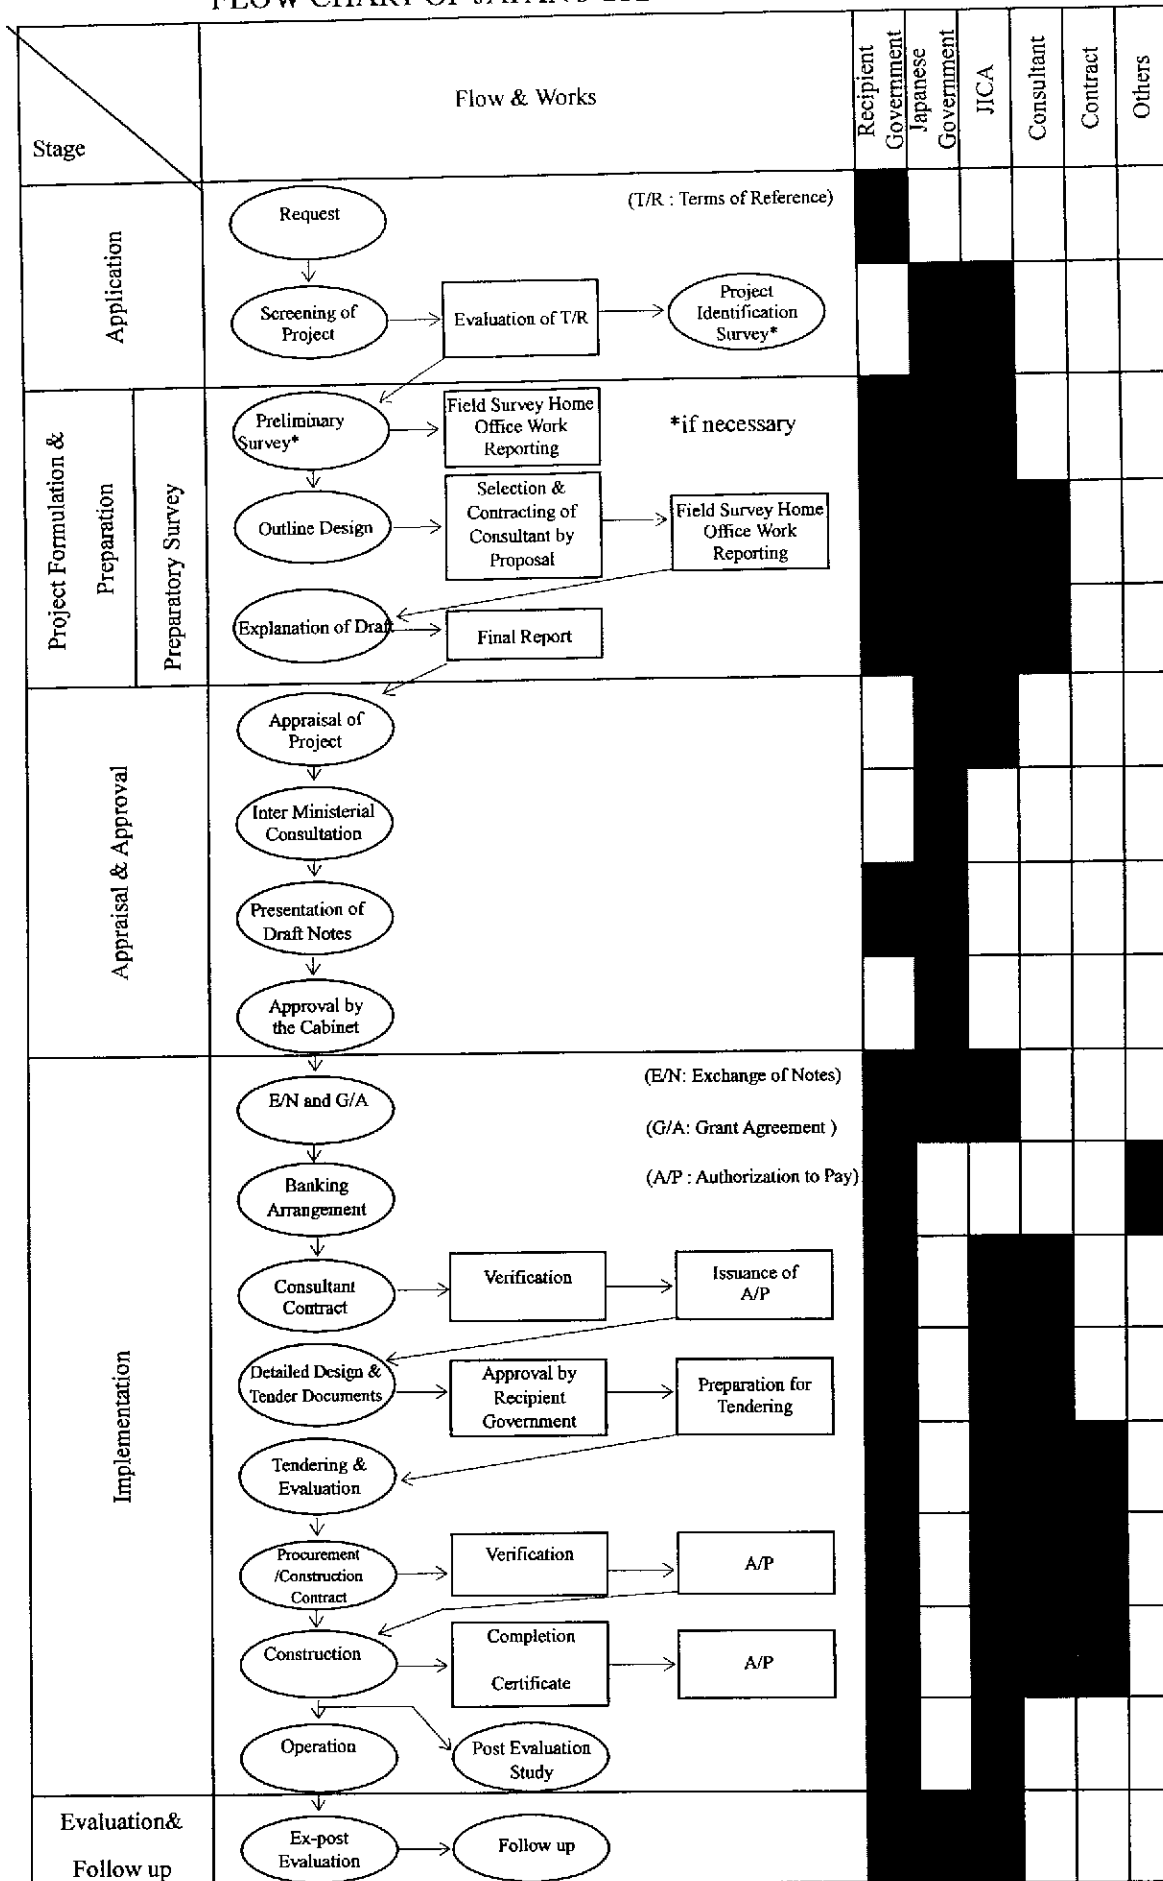 FLOW CHART OF JAPAN'S
Stage
Flow & Works
Recipient
Government
Japanese
Government
JICA
Consultant
Contract
Others
Application
Request
(T/R : Terms of Reference)
Screening of
Project
Evaluation of T/R
Project
Identification
Survey*
Project Formulation &
Preparation
Preparatory Survey
Preliminary
Survey*
Field Survey Home
Office Work
Reporting
*if necessary
Outline Design
Selection &
Contracting of
Consultant by
Proposal
Field Survey Home
Office Work
Reporting
Explanation of Draft
Final Report
Appraisal & Approval
Appraisal of
Project
Inter Ministerial
Consultation
Presentation of
Draft Notes
Approval by
the Cabinet
Implementation
E/N and G/A
(E/N: Exchange of Notes)
(G/A: Grant Agreement )
(A/P : Authorization to Pay)
Banking
Arrangement
Consultant
Contract
Verification
Issuance of
A/P
Detailed Design &
Tender Documents
Approval by
Recipient
Government
Preparation for
Tendering
Tendering &
Evaluation
Procurement
/Construction
Contract
Verification
A/P
Construction
Completion
Certificate
A/P
Operation
Post Evaluation
Study
Evaluation&
Follow up
Ex-post
Evaluation
Follow up